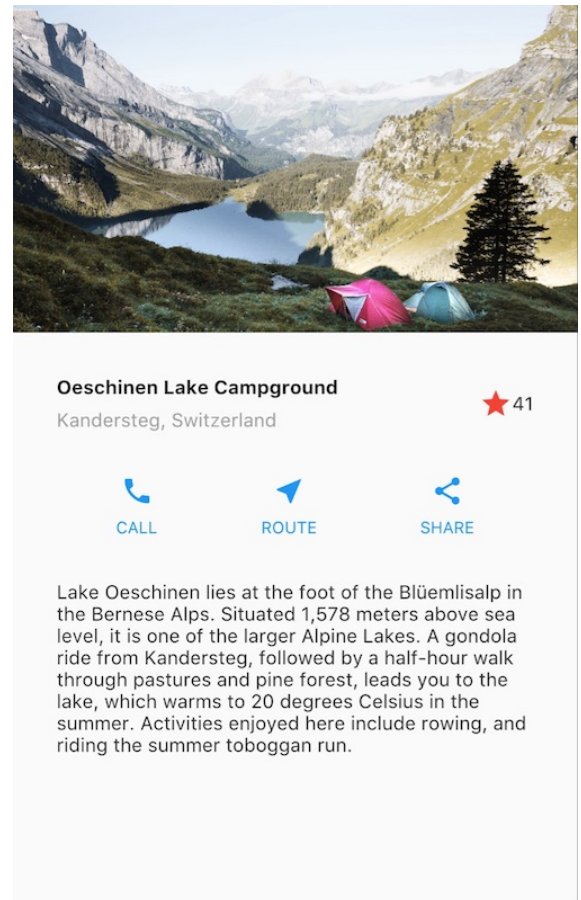 Oeschinen Lake Campground
Kandersteg, Switzerland
41
CALL
ROUTE
SHARE
Lake Oeschinen lies at the foot of the Blüemlisalp in
the Bernese Alps. Situated 1,578 meters above sea
level, it is one of the larger Alpine Lakes. A gondola
ride from Kandersteg, followed by a half-hour walk
through pastures and pine forest, leads you to the
lake, which warms to 20 degrees Celsius in the
summer. Activities enjoyed here include rowing, and
riding the summer toboggan run.